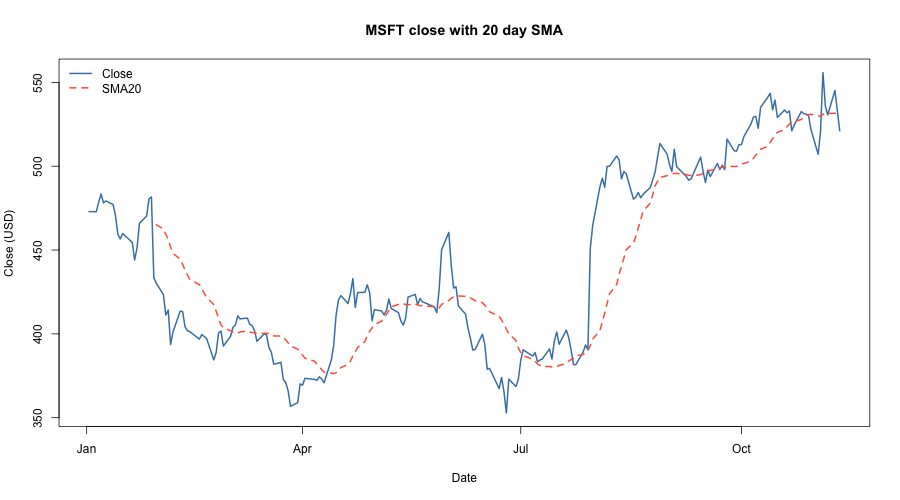 MSFT close with 20 day SMA
Close
SMA20
Close (USD)
550
500
450
400
350
Jan Apr Jul Oct
Date